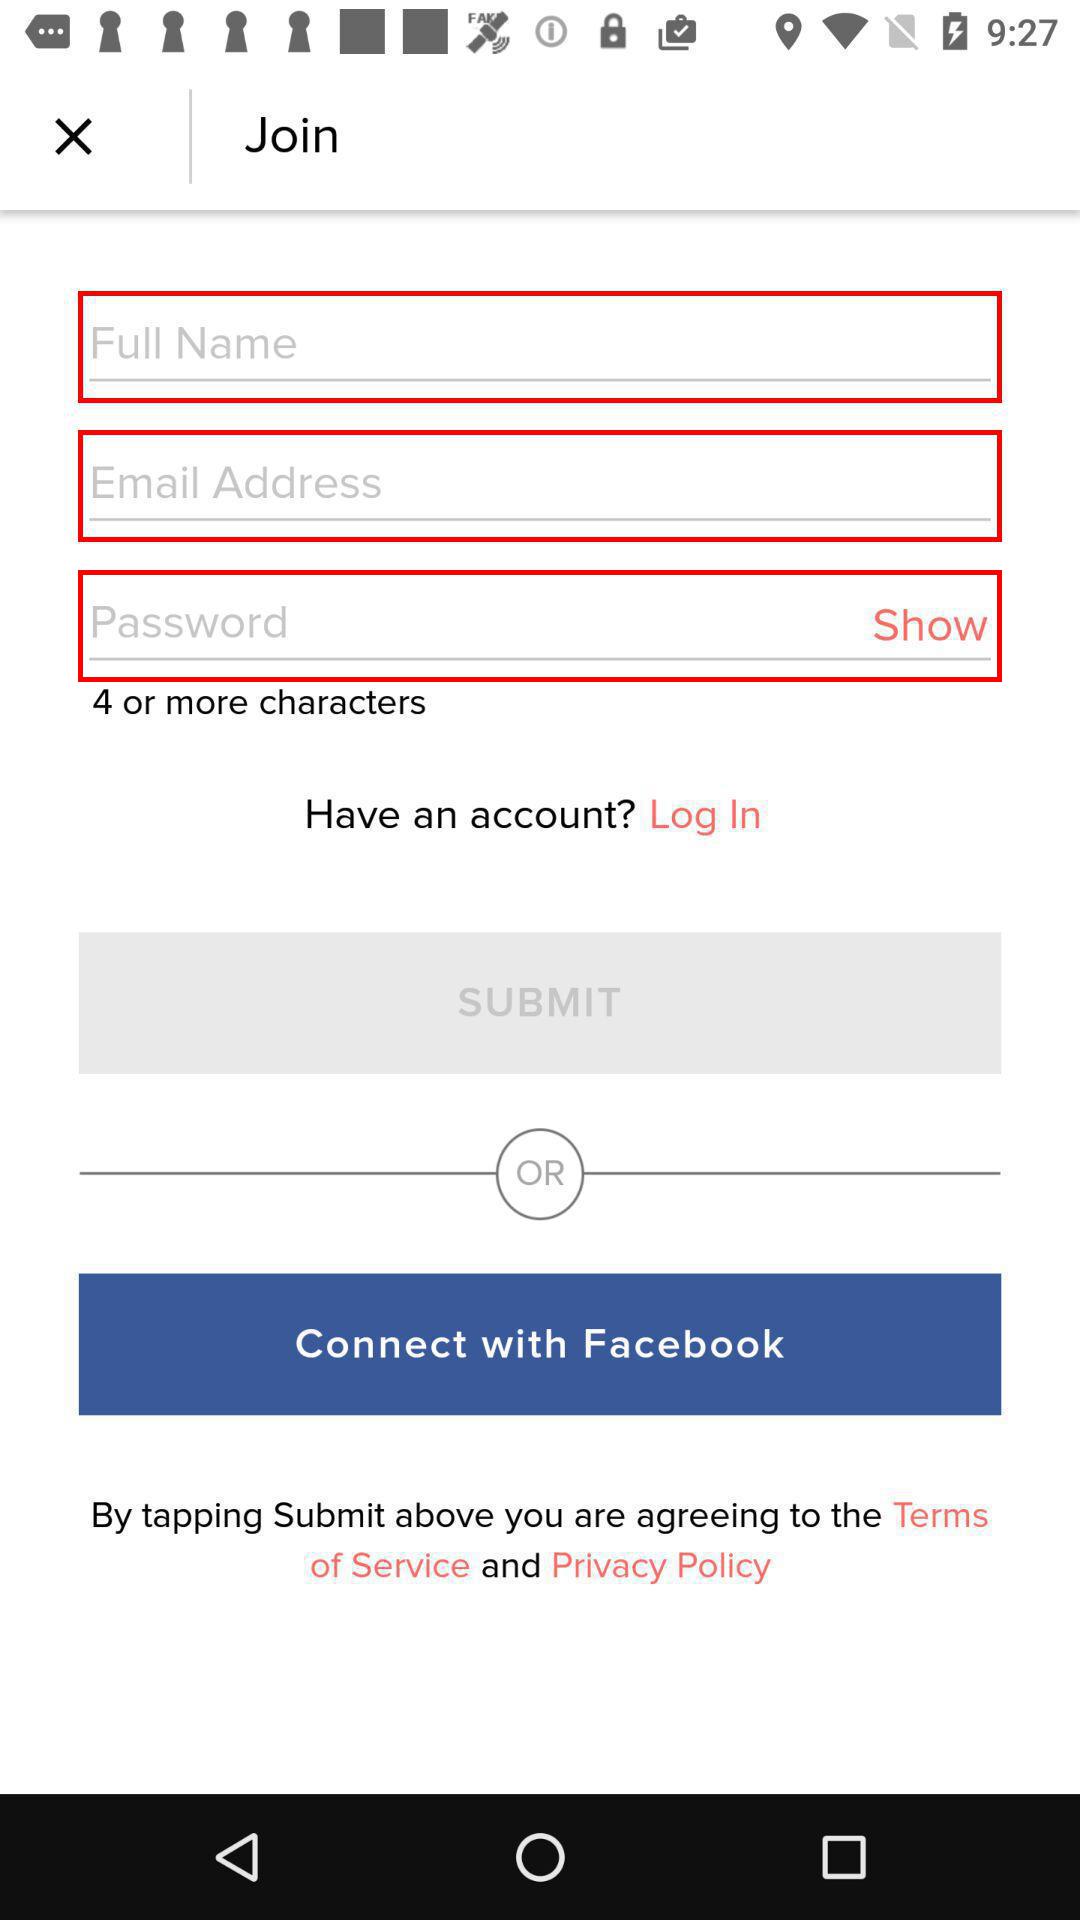 FAKE
9:27
Join
Full Name
Email Address
Password Show
4 or more characters
Have an account? Log In
SUBMIT
OR
Connect with Facebook
By tapping Submit above you are agreeing to the Terms
of Service and Privacy Policy